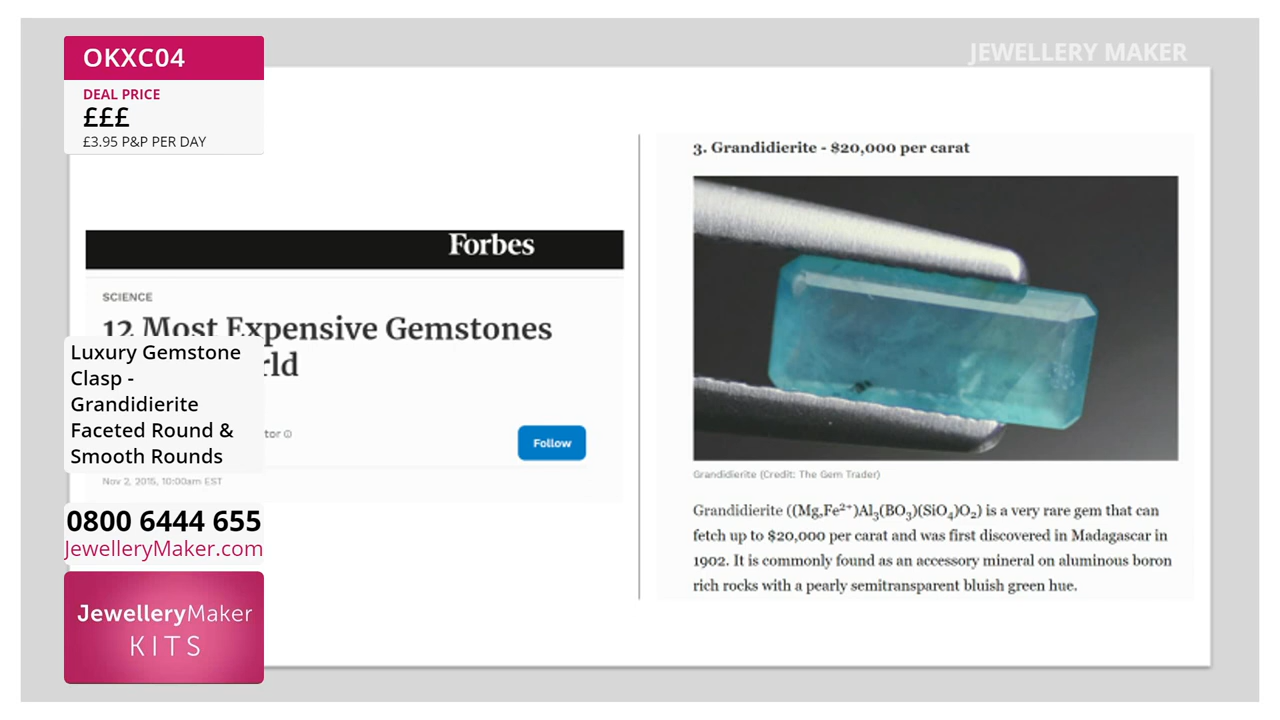 OKXC04
DEAL PRICE
£££
£3.95 P&P PER DAY
JEWELLERY MAKER
Forbes
SCIENCE
12 Most Expensive Gemstones
Luxury Gemstone
Clasp -
Grandidierite
Faceted Round &
Smooth Rounds
Follow
Nov 2, 2015, 10:00am EST
0800 6444 655
JewelleryMaker.com
JewelleryMaker
KITS
3. Grandidierite - $20,000 per carat
Grandidierite (Credit: The Gem Trader)
Grandidierite ((Mg,Fe²⁺)Al₃(BO₃)(SiO₄)O₂) is a very rare gem that can
fetch up to $20,000 per carat and was first discovered in Madagascar in
1902. It is commonly found as an accessory mineral on aluminous boron
rich rocks with a pearly semitransparent bluish green hue.